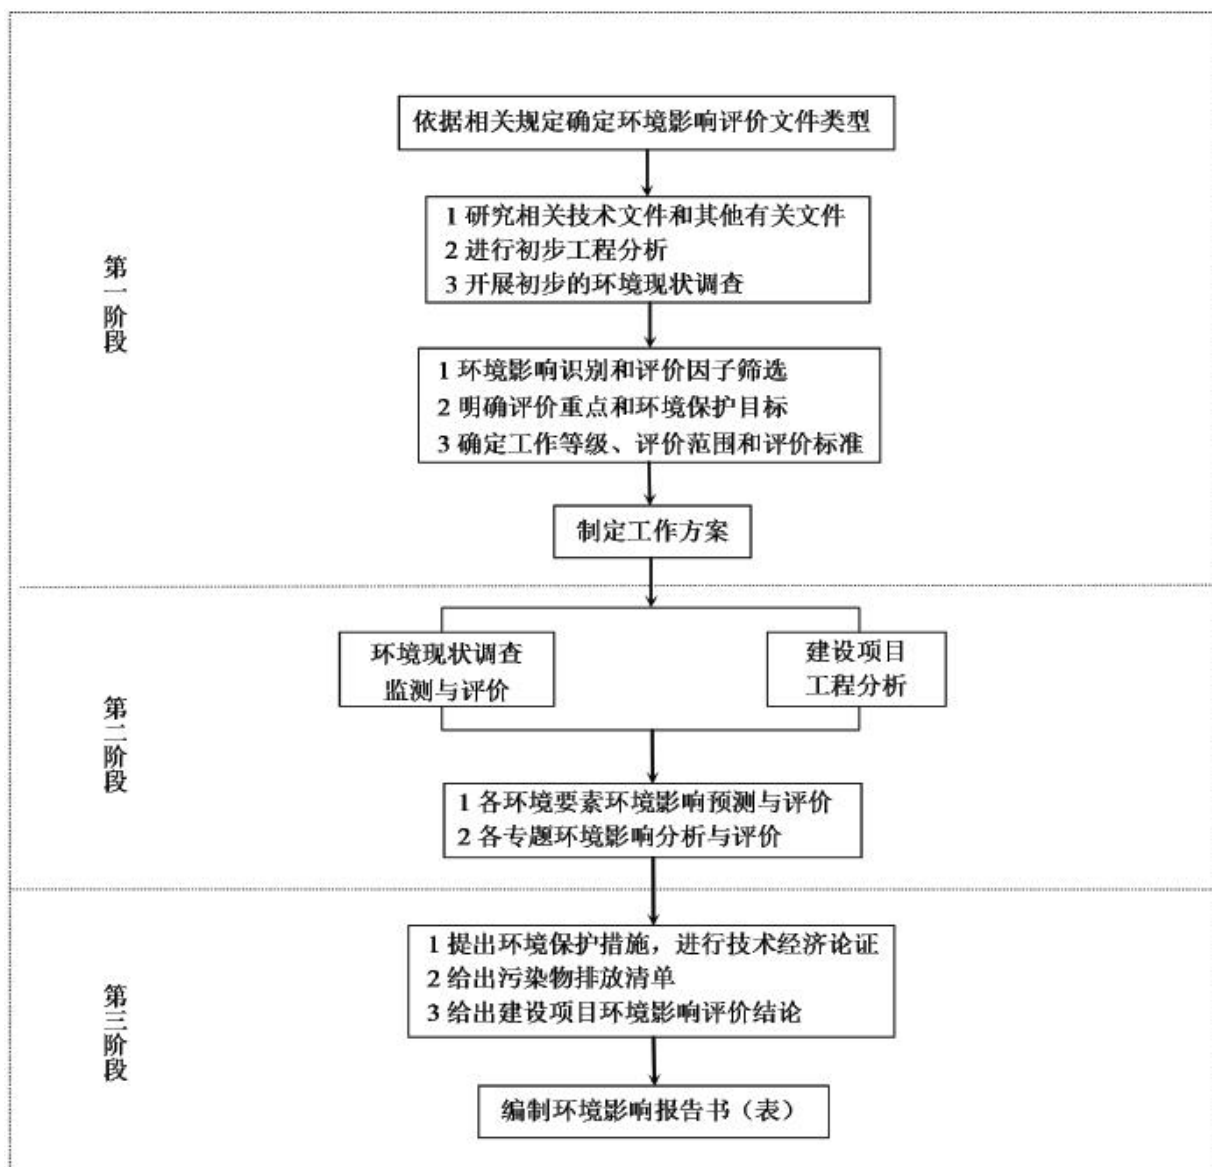 依据相关规定确定环境影响评价文件类型
1 研究相关技术文件和其他有关文件
2 进行初步工程分析
3 开展初步的环境现状调查
第一阶段
1 环境影响识别和评价因子筛选
2 明确评价重点和环境保护目标
3 确定工作等级、评价范围和评价标准
制定工作方案
环境现状调查
监测与评价
建设项目
工程分析
第二阶段
1 各环境要素环境影响预测与评价
2 各专题环境影响分析与评价
1 提出环境保护措施，进行技术经济论证
2 给出污染物排放清单
3 给出建设项目环境影响评价结论
第三阶段
编制环境影响报告书（表）